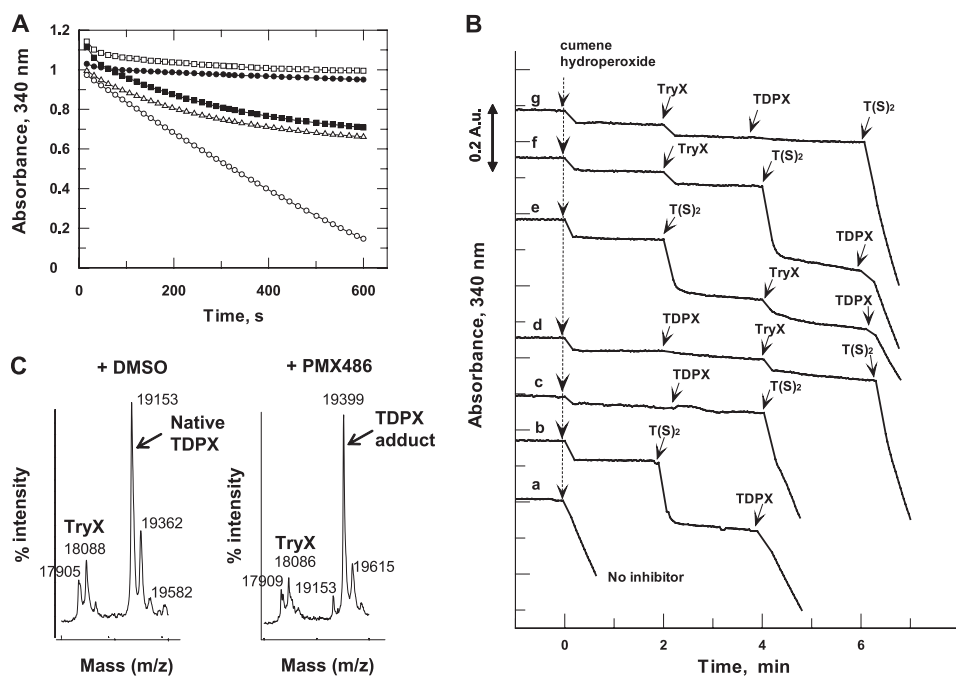 A
1.2
1
0.8
0.6
0.4
0.2
0
0
200
400
600
Absorbance, 340 nm
Time, s
B
cumene
hydroperoxide
0.2 A.u.
g
TryX
TDPX
T(S)2
f
TryX
T(S)2
TDPX
e
T(S)2
TryX
TDPX
d
TDPX
TryX
T(S)2
c
TDPX
T(S)2
b
T(S)2
TDPX
a
No inhibitor
Absorbance, 340 nm
0
2
4
6
Time, min
C
+ DMSO
19153
Native
TDPX
TryX
18088
17905
19362
19582
% intensity
Mass (m/z)
+ PMX486
19399
TDPX
adduct
TryX
18086
17909
19153
19615
% intensity
Mass (m/z)